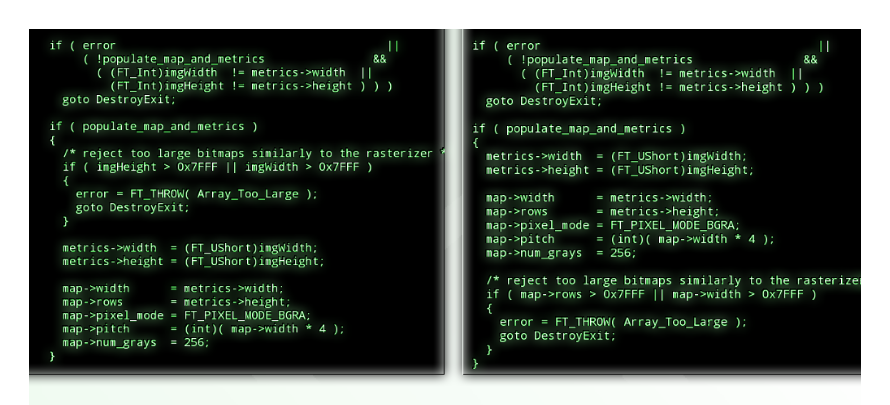 if ( error                                         ||
     ( !populate_map_and_metrics                &&
       ( (FT_Int)imgWidth  != metrics->width  ||
         (FT_Int)imgHeight != metrics->height ) ) )
  goto DestroyExit;

if ( populate_map_and_metrics )
{
  /* reject too large bitmaps similarly to the rasterizer *
  if ( imgHeight > 0x7FFF || imgWidth > 0x7FFF )
  {
    error = FT_THROW( Array_Too_Large );
    goto DestroyExit;
  }

  metrics->width  = (FT_UShort)imgWidth;
  metrics->height = (FT_UShort)imgHeight;

  map->width      = metrics->width;
  map->rows       = metrics->height;
  map->pixel_mode = FT_PIXEL_MODE_BGRA;
  map->pitch      = (int)( map->width * 4 );
  map->num_grays  = 256;
}

if ( error                                         ||
     ( !populate_map_and_metrics                &&
       ( (FT_Int)imgWidth  != metrics->width  ||
         (FT_Int)imgHeight != metrics->height ) ) )
  goto DestroyExit;

if ( populate_map_and_metrics )
{
  metrics->width  = (FT_UShort)imgWidth;
  metrics->height = (FT_UShort)imgHeight;

  map->width      = metrics->width;
  map->rows       = metrics->height;
  map->pixel_mode = FT_PIXEL_MODE_BGRA;
  map->pitch      = (int)( map->width * 4 );
  map->num_grays  = 256;

  /* reject too large bitmaps similarly to the rasterizer
  if ( map->rows > 0x7FFF || map->width > 0x7FFF )
  {
    error = FT_THROW( Array_Too_Large );
    goto DestroyExit;
  }
}